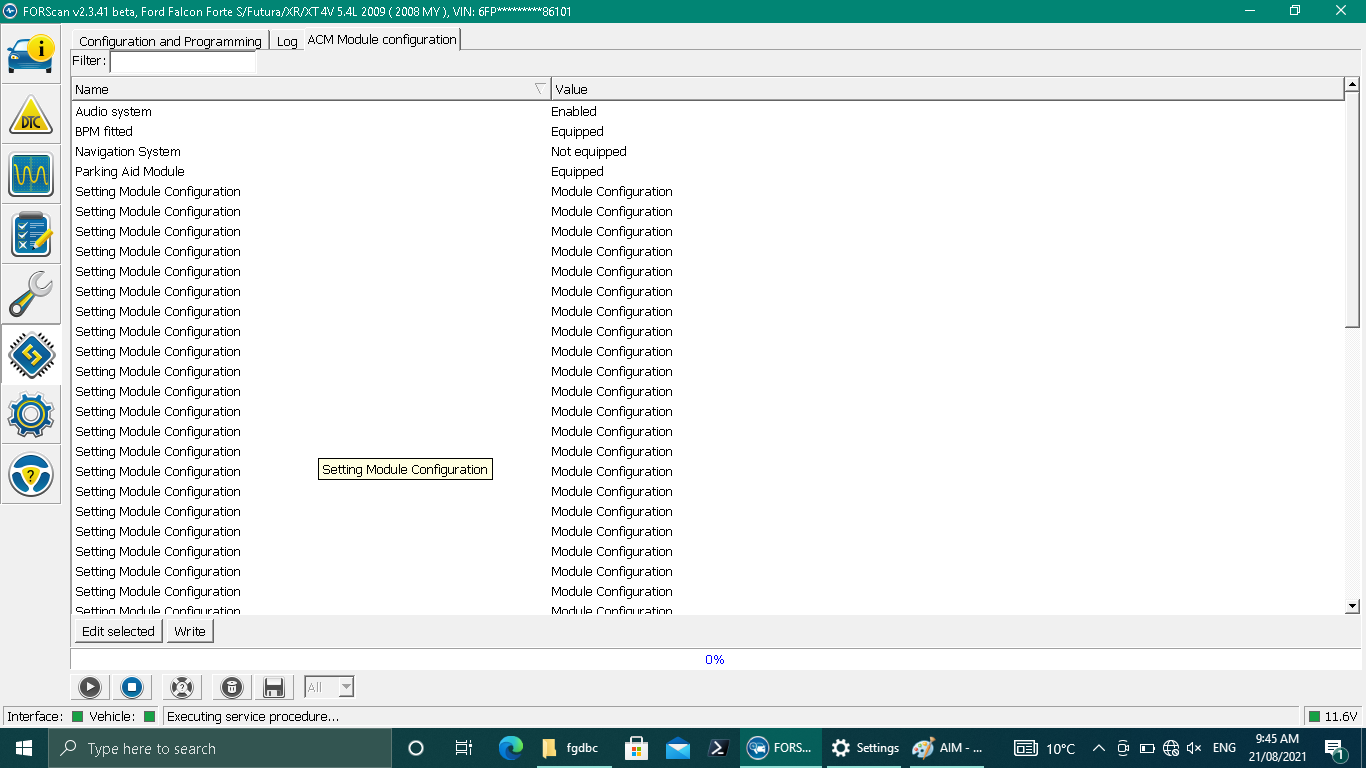 FORScan v2.3.41 beta, Ford Falcon Forte S/Futura/XR/XT4V 5.4L 2009 ( 2008 MY ), VIN: 6FP*********86101
Configuration and Programming Log ACM Module configuration
Filter:
Name Value
Audio system Enabled
BPM fitted Equipped
Navigation System Not equipped
Parking Aid Module Equipped
Setting Module Configuration Module Configuration
Setting Module Configuration Module Configuration
Setting Module Configuration Module Configuration
Setting Module Configuration Module Configuration
Setting Module Configuration Module Configuration
Setting Module Configuration Module Configuration
Setting Module Configuration Module Configuration
Setting Module Configuration Module Configuration
Setting Module Configuration Module Configuration
Setting Module Configuration Module Configuration
Setting Module Configuration Module Configuration
Setting Module Configuration Module Configuration
Setting Module Configuration Module Configuration
Setting Module Configuration Module Configuration
Setting Module Configuration Setting Module Configuration Module Configuration
Setting Module Configuration Module Configuration
Setting Module Configuration Module Configuration
Setting Module Configuration Module Configuration
Setting Module Configuration Module Configuration
Setting Module Configuration Module Configuration
Setting Module Configuration Module Configuration
Setting Module Configuration Module Configuration
Edit selected Write
0%
All
Interface: Vehicle: Executing service procedure... 11.6V
Type here to search fgdbc FORS... Settings AIM - ... 10°C ENG 9:45 AM
21/08/2021 1
DTC